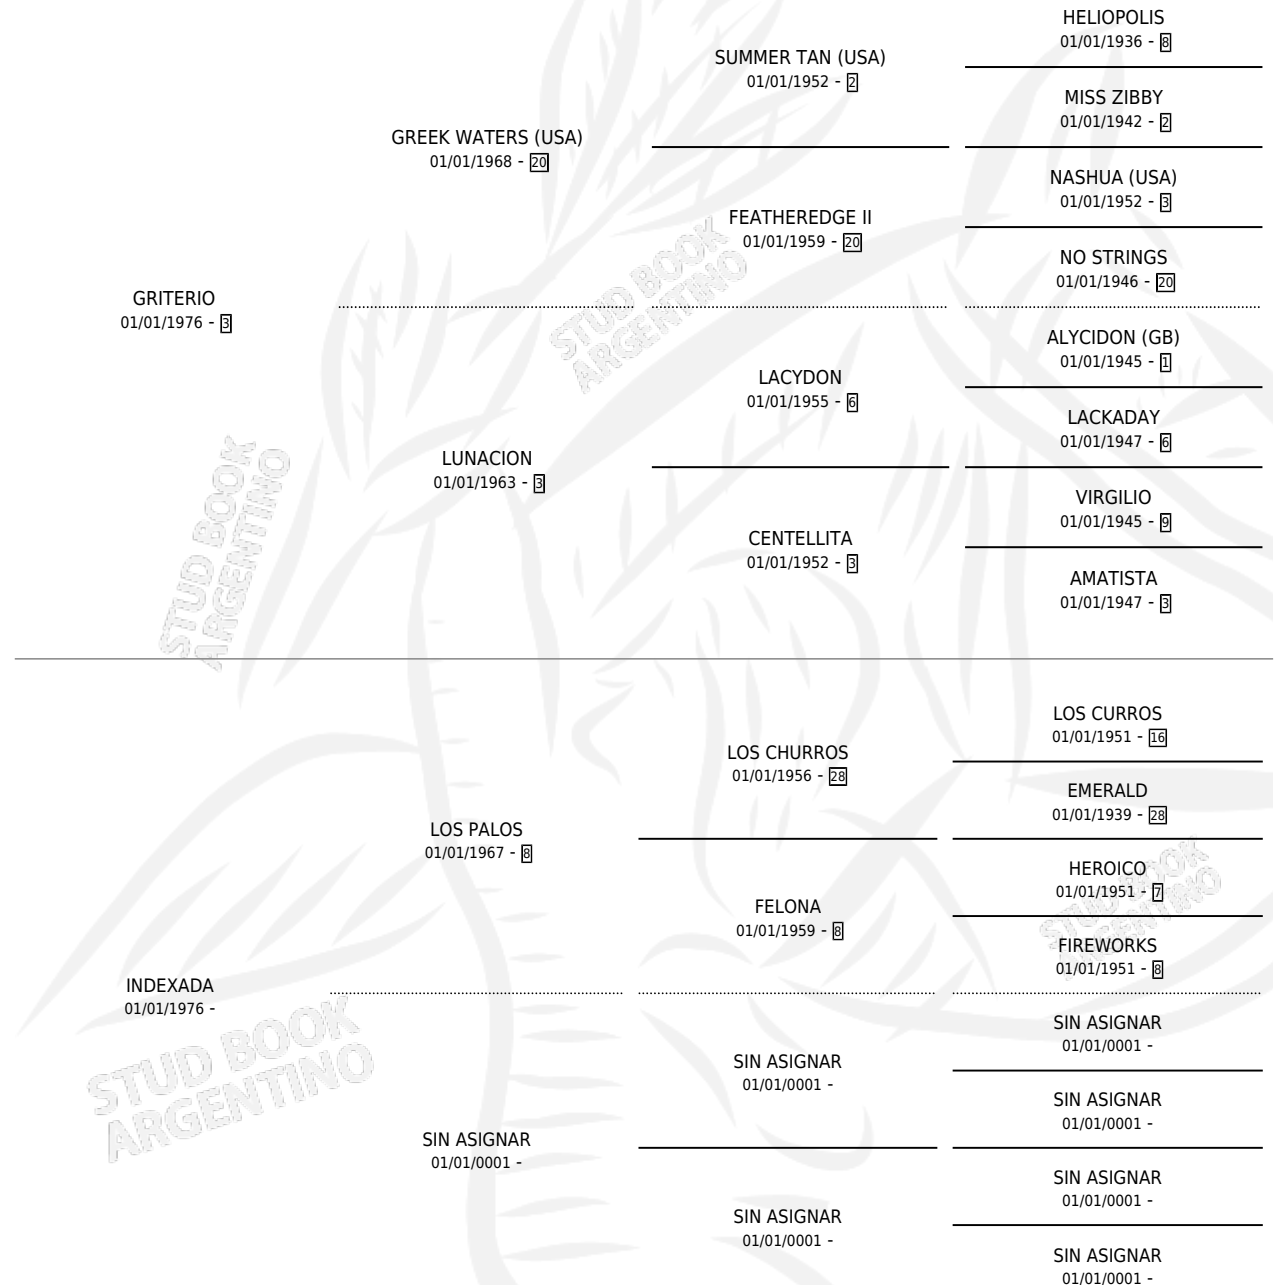 HELIOPOLIS
01/01/1936 - 8
SUMMER TAN (USA)
01/01/1952 - 2
MISS ZIBBY
01/01/1942 - 2
GREEK WATERS (USA)
01/01/1968 - 20
NASHUA (USA)
01/01/1952 - 3
FEATHEREDGE II
01/01/1959 - 20
NO STRINGS
01/01/1946 - 20
GRITERIO
01/01/1976 - 3
ALYCIDON (GB)
01/01/1945 - 1
LACYDON
01/01/1955 - 6
LACKADAY
01/01/1947 - 6
LUNACION
01/01/1963 - 3
VIRGILIO
01/01/1945 - 9
CENTELLITA
01/01/1952 - 3
AMATISTA
01/01/1947 - 3
STUD BOOK
ARGENTINO
STUD BOOK
ARGENTINO
LOS CURROS
01/01/1951 - 16
LOS CHURROS
01/01/1956 - 28
EMERALD
01/01/1939 - 28
LOS PALOS
01/01/1967 - 8
HEROICO
01/01/1951 - 7
FELONA
01/01/1959 - 8
FIREWORKS
01/01/1951 - 8
STUD BOOK
ARGENTINO
INDEXADA
01/01/1976 -
SIN ASIGNAR
01/01/0001 -
SIN ASIGNAR
01/01/0001 -
SIN ASIGNAR
01/01/0001 -
SIN ASIGNAR
01/01/0001 -
SIN ASIGNAR
01/01/0001 -
SIN ASIGNAR
01/01/0001 -
SIN ASIGNAR
01/01/0001 -
STUD BOOK
ARGENTINO